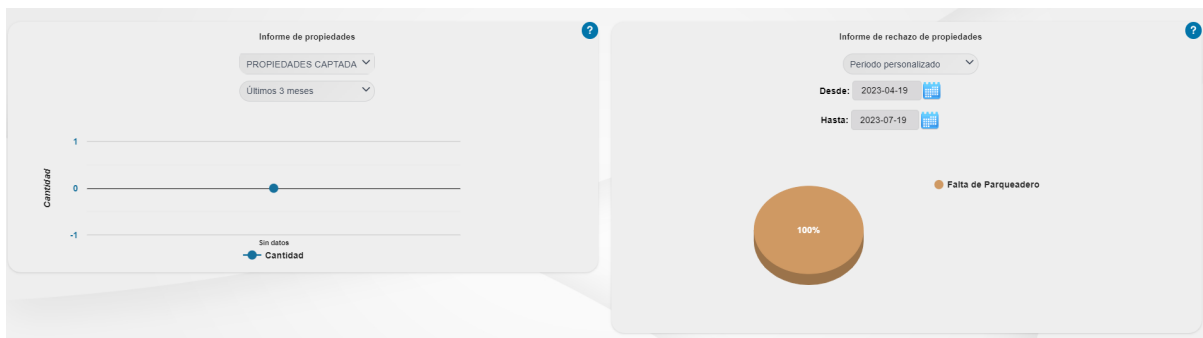 Informe de propiedades
?
PROPIEDADES CAPTADA
Últimos 3 meses
1
0
-1
Cantidad
Sin datos
Cantidad
Informe de rechazo de propiedades
?
Periodo personalizado
Desde: 2023-04-19
Hasta: 2023-07-19
100%
Falta de Parqueadero